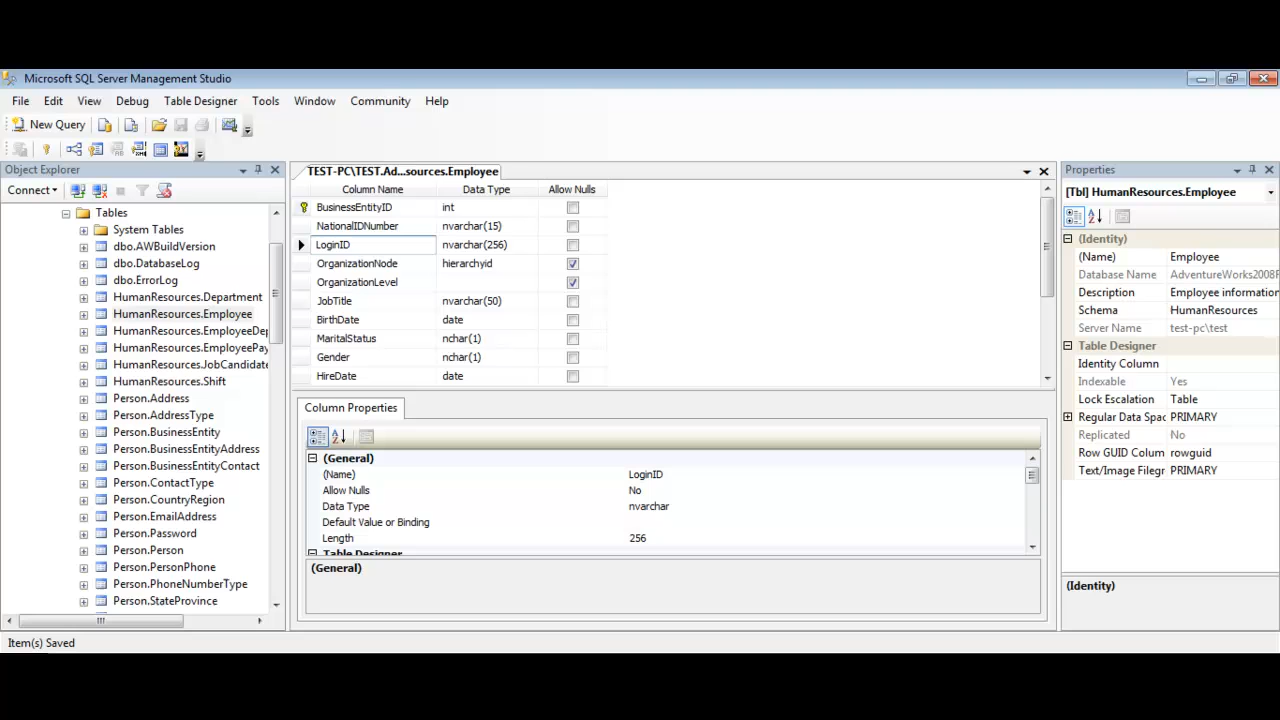 Microsoft SQL Server Management Studio
File Edit View Debug Table Designer Tools Window Community Help
New Query
Object Explorer
Connect
Tables
System Tables
dbo.AWBuildVersion
dbo.DatabaseLog
dbo.ErrorLog
HumanResources.Department
HumanResources.Employee
HumanResources.EmployeeDep
HumanResources.EmployeePay
HumanResources.JobCandidate
HumanResources.Shift
Person.Address
Person.AddressType
Person.BusinessEntity
Person.BusinessEntityAddress
Person.BusinessEntityContact
Person.ContactType
Person.CountryRegion
Person.EmailAddress
Person.Password
Person.Person
Person.PersonPhone
Person.PhoneNumberType
Person.StateProvince
TEST-PC\TEST.Ad...sources.Employee
Column Name Data Type Allow Nulls
BusinessEntityID int
NationalIDNumber nvarchar(15)
LoginID nvarchar(256)
OrganizationNode hierarchyid
OrganizationLevel
JobTitle nvarchar(50)
BirthDate date
MaritalStatus nchar(1)
Gender nchar(1)
HireDate date
Column Properties
(General)
(Name) LoginID
Allow Nulls No
Data Type nvarchar
Default Value or Binding
Length 256
Table Designer
(General)
Properties
[Tbl] HumanResources.Employee
(Identity)
(Name) Employee
Database Name AdventureWorks2008R
Description Employee information
Schema HumanResources
Server Name test-pc\test
Table Designer
Identity Column
Indexable Yes
Lock Escalation Table
Regular Data Spac PRIMARY
Replicated No
Row GUID Colum rowguid
Text/Image Filegr PRIMARY
(Identity)
Item(s) Saved